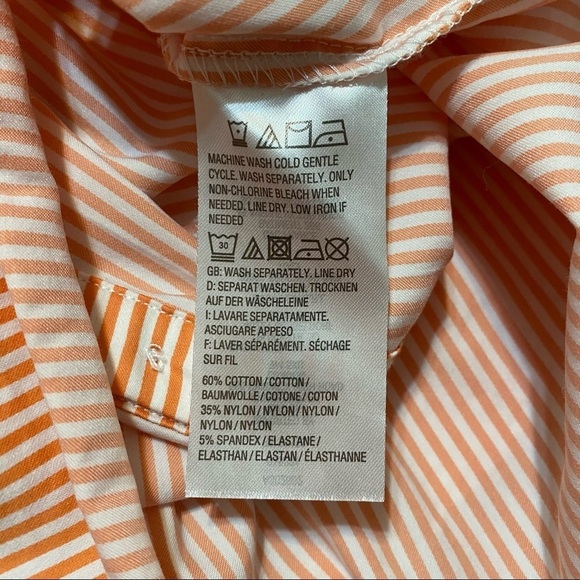 MACHINE WASH COLD GENTLE
CYCLE. WASH SEPARATELY. ONLY
NON-CHLORINE BLEACH WHEN
NEEDED. LINE DRY. LOW IRON IF
NEEDED
30
GB: WASH SEPARATELY. LINE DRY
D: SEPARAT WASCHEN. TROCKNEN
AUF DER WÄSCHELEINE
I: LAVARE SEPARATAMENTE.
ASCIUGARE APPESO
F: LAVER SÉPARÉMENT. SÉCHAGE
SUR FIL
60% COTTON / COTTON /
BAUMWOLLE / COTONE / COTON
35% NYLON / NYLON / NYLON /
NYLON / NYLON
5% SPANDEX / ELASTANE /
ELASTHAN / ELASTAN / ÉLASTHANNE